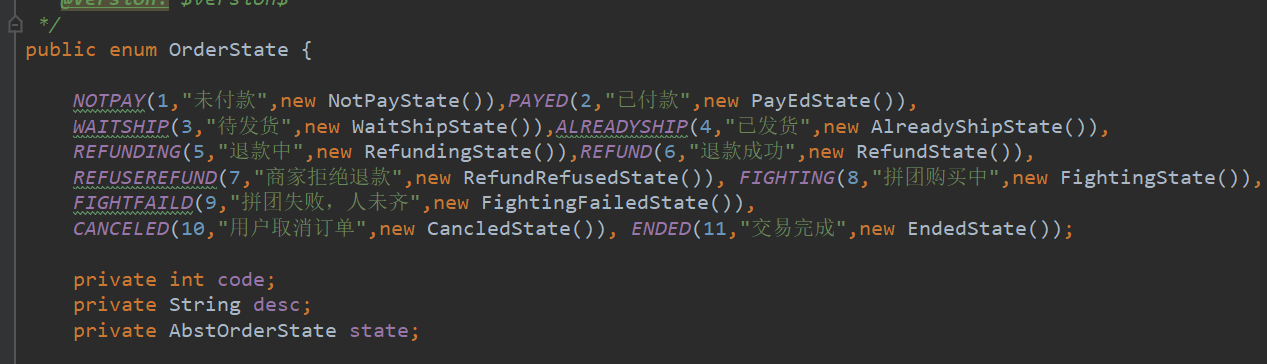 @version: $version$
*/
public enum OrderState {
NOTPAY(1,"未付款",new NotPayState()),PAYED(2,"已付款",new PayEdState()),
WAITSHIP(3,"待发货",new WaitShipState()),ALREADYSHIP(4,"已发货",new AlreadyShipState()),
REFUNDING(5,"退款中",new RefundingState()),REFUND(6,"退款成功",new RefundState()),
REFUSEREFUND(7,"商家拒绝退款",new RefundRefusedState()), FIGHTING(8,"拼团购买中",new FightingState()),
FIGHTFAILD(9,"拼团失败，人未齐",new FightingFailedState()),
CANCELED(10,"用户取消订单",new CancledState()), ENDED(11,"交易完成",new EndedState());
private int code;
private String desc;
private AbstOrderState state;